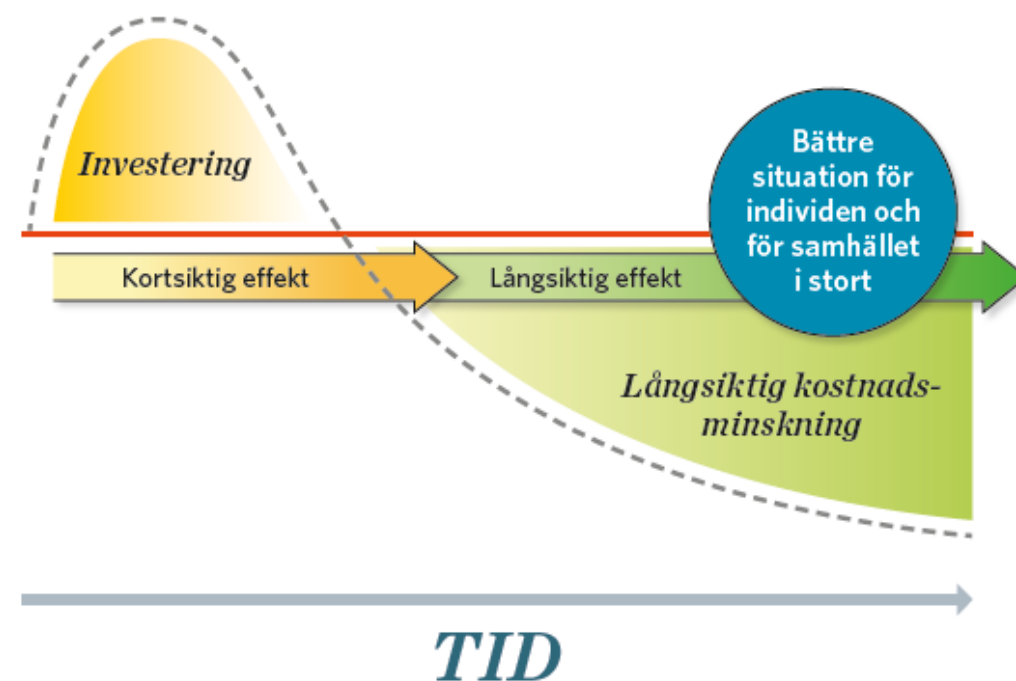 Investering
Bättre
situation för
individen och
för samhället
i stort
Kortsiktig effekt
Långsiktig effekt
Långsiktig kostnads-
minskning
TID